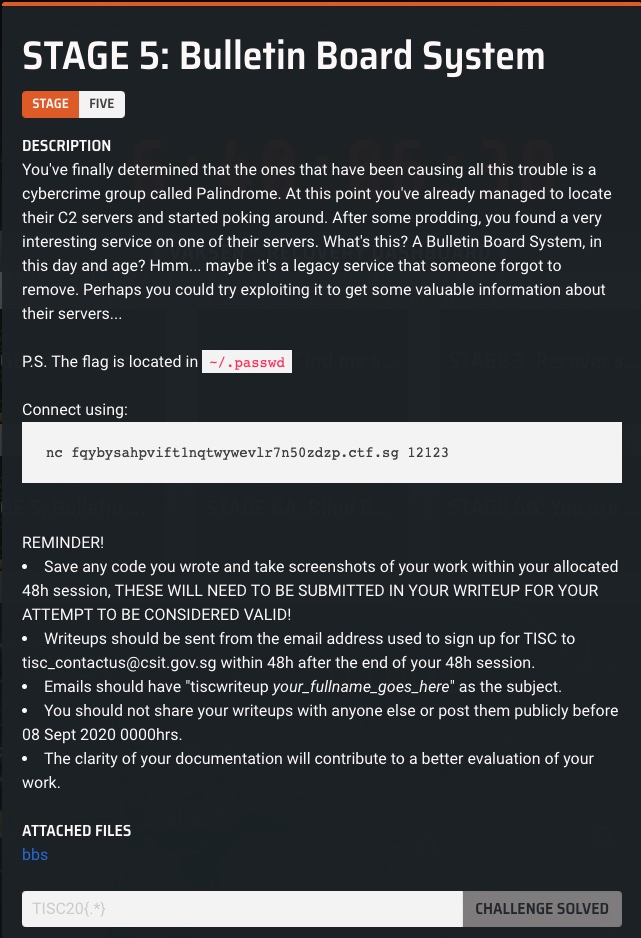 STAGE 5: Bulletin Board System
STAGE FIVE
DESCRIPTION
You've finally determined that the ones that have been causing all this trouble is a
cybercrime group called Palindrome. At this point you've already managed to locate
their C2 servers and started poking around. After some prodding, you found a very
interesting service on one of their servers. What's this? A Bulletin Board System, in
this day and age? Hmm... maybe it's a legacy service that someone forgot to
remove. Perhaps you could try exploiting it to get some valuable information about
their servers...
P.S. The flag is located in ~/.passwd
Connect using:
nc fqybysahpvift1nqtwywevlr7n50zdzp.ctf.sg 12123
REMINDER!
• Save any code you wrote and take screenshots of your work within your allocated
48h session, THESE WILL NEED TO BE SUBMITTED IN YOUR WRITEUP FOR YOUR
ATTEMPT TO BE CONSIDERED VALID!
• Writeups should be sent from the email address used to sign up for TISC to
tisc_contactus@csit.gov.sg within 48h after the end of your 48h session.
• Emails should have "tiscwriteup your_fullname_goes_here" as the subject.
• You should not share your writeups with anyone else or post them publicly before
08 Sept 2020 0000hrs.
• The clarity of your documentation will contribute to a better evaluation of your
work.
ATTACHED FILES
bbs
TISC20{.*} CHALLENGE SOLVED